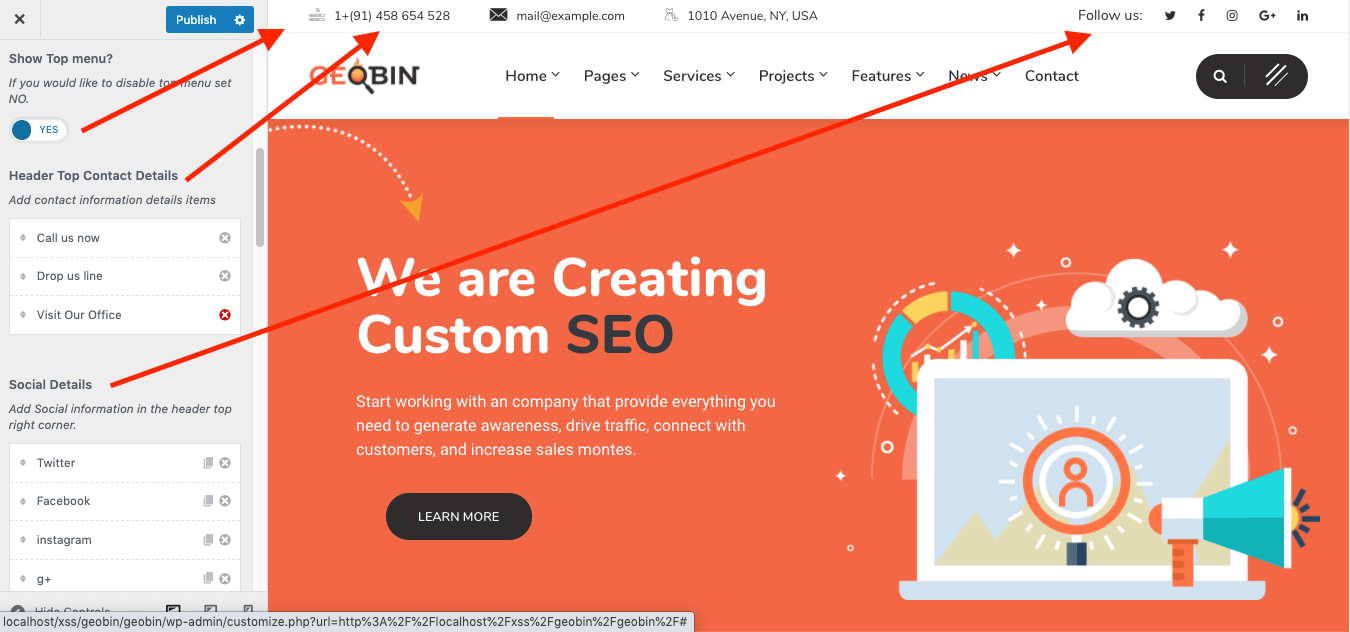 Publish
Show Top menu?
If you would like to disable top menu set
NO.
YES
Header Top Contact Details
Add contact information details items
Call us now
Drop us line
Visit Our Office
Social Details
Add Social information in the header top
right corner.
Twitter
Facebook
instagram
g+
Hide Controls
localhost/xss/geobin/geobin/wp-admin/customize.php?url=http%3A%2F%2Flocalhost%2Fxss%2Fgeobin%2Fgeobin%2F#
1+(91) 458 654 528 mail@example.com 1010 Avenue, NY, USA Follow us: G+ in
GEOBIN Home Pages Services Projects Features News Contact
We are Creating
Custom SEO
Start working with an company that provide everything you
need to generate awareness, drive traffic, connect with
customers, and increase sales montes.
LEARN MORE